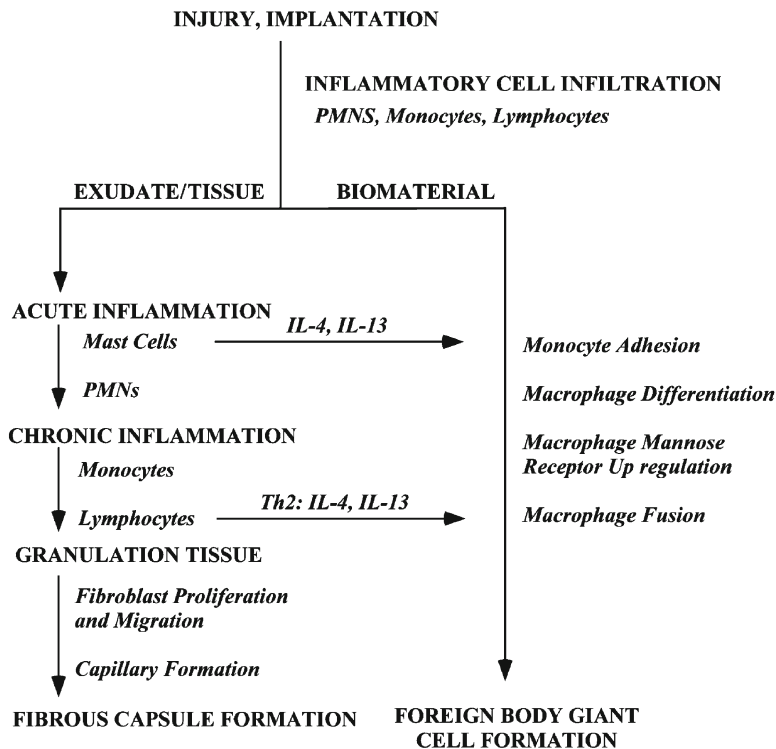 INJURY, IMPLANTATION
INFLAMMATORY CELL INFILTRATION
PMNS, Monocytes, Lymphocytes
EXUDATE/TISSUE
BIOMATERIAL
ACUTE INFLAMMATION
Mast Cells
IL-4, IL-13
PMNs
CHRONIC INFLAMMATION
Monocytes
Lymphocytes
Th2: IL-4, IL-13
GRANULATION TISSUE
Fibroblast Proliferation
and Migration
Capillary Formation
FIBROUS CAPSULE FORMATION
Monocyte Adhesion
Macrophage Differentiation
Macrophage Mannose
Receptor Up regulation
Macrophage Fusion
FOREIGN BODY GIANT
CELL FORMATION